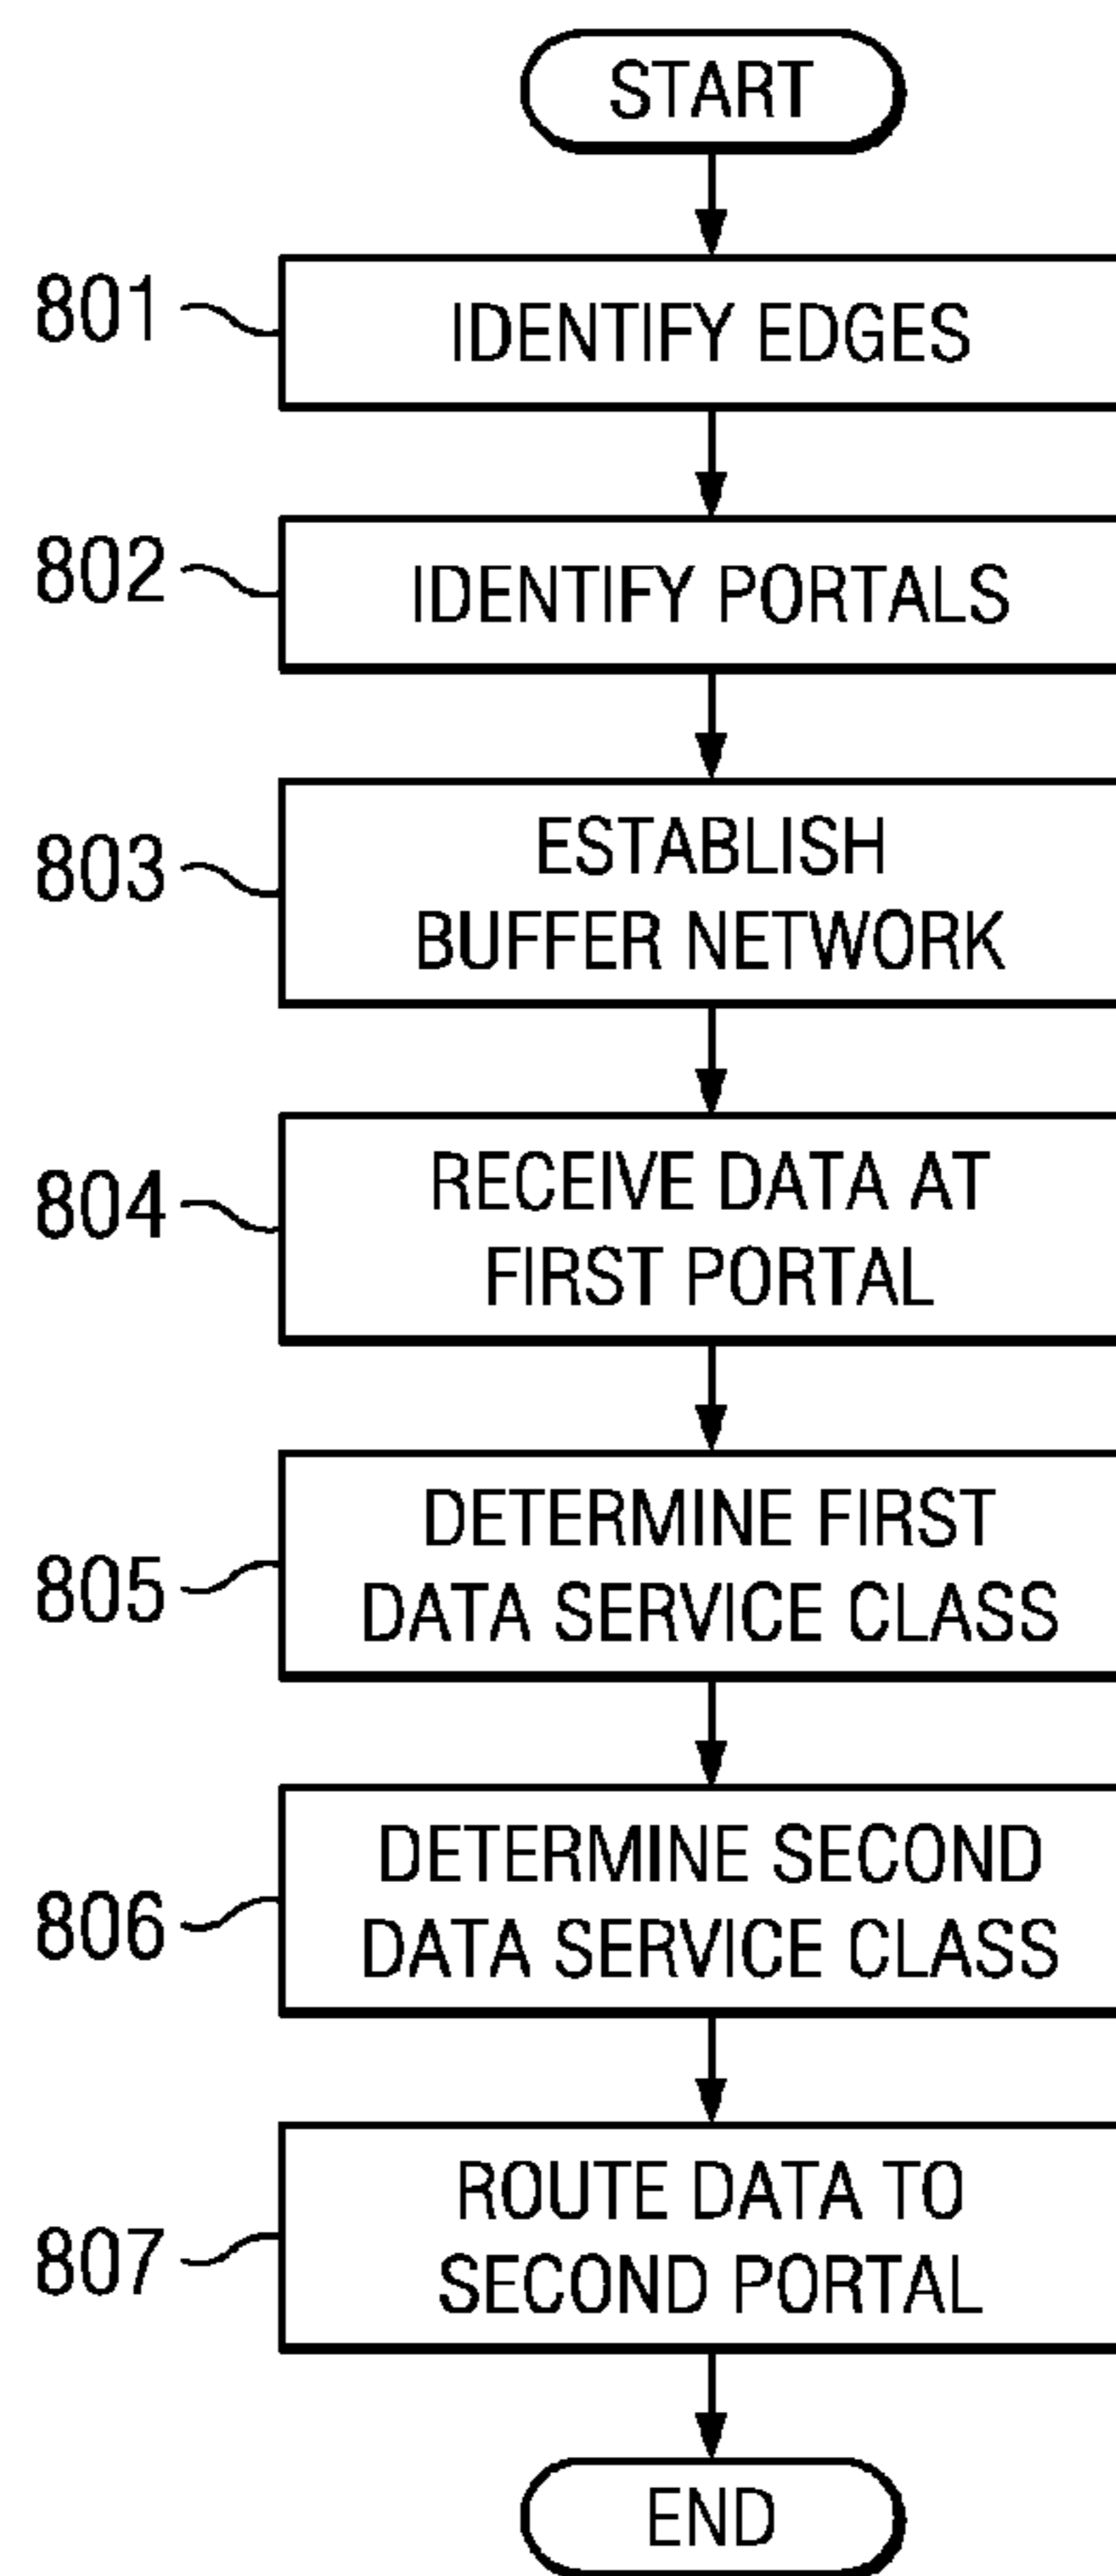 START
801
IDENTIFY EDGES
802
IDENTIFY PORTALS
803
ESTABLISH
BUFFER NETWORK
804
RECEIVE DATA AT
FIRST PORTAL
805
DETERMINE FIRST
DATA SERVICE CLASS
806
DETERMINE SECOND
DATA SERVICE CLASS
807
ROUTE DATA TO
SECOND PORTAL
END